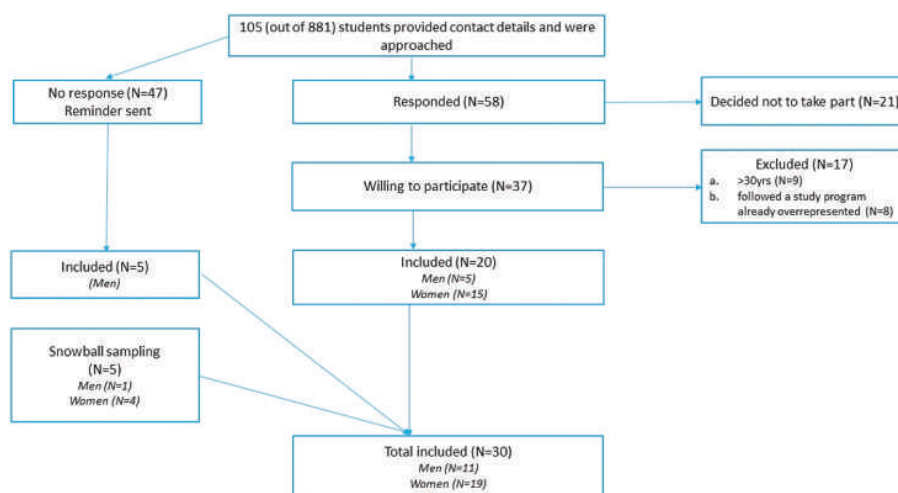 105 (out of 881) students provided contact details and were
approached
No response (N=47)
Reminder sent
Responded (N=58)
Decided not to take part (N=21)
Willing to participate (N=37)
Excluded (N=17)
a. >30yrs (N=9)
b. followed a study program
already overrepresented (N=8)
Included (N=5)
(Men)
Included (N=20)
Men (N=5)
Women (N=15)
Snowball sampling
(N=5)
Men (N=1)
Women (N=4)
Total included (N=30)
Men (N=11)
Women (N=19)